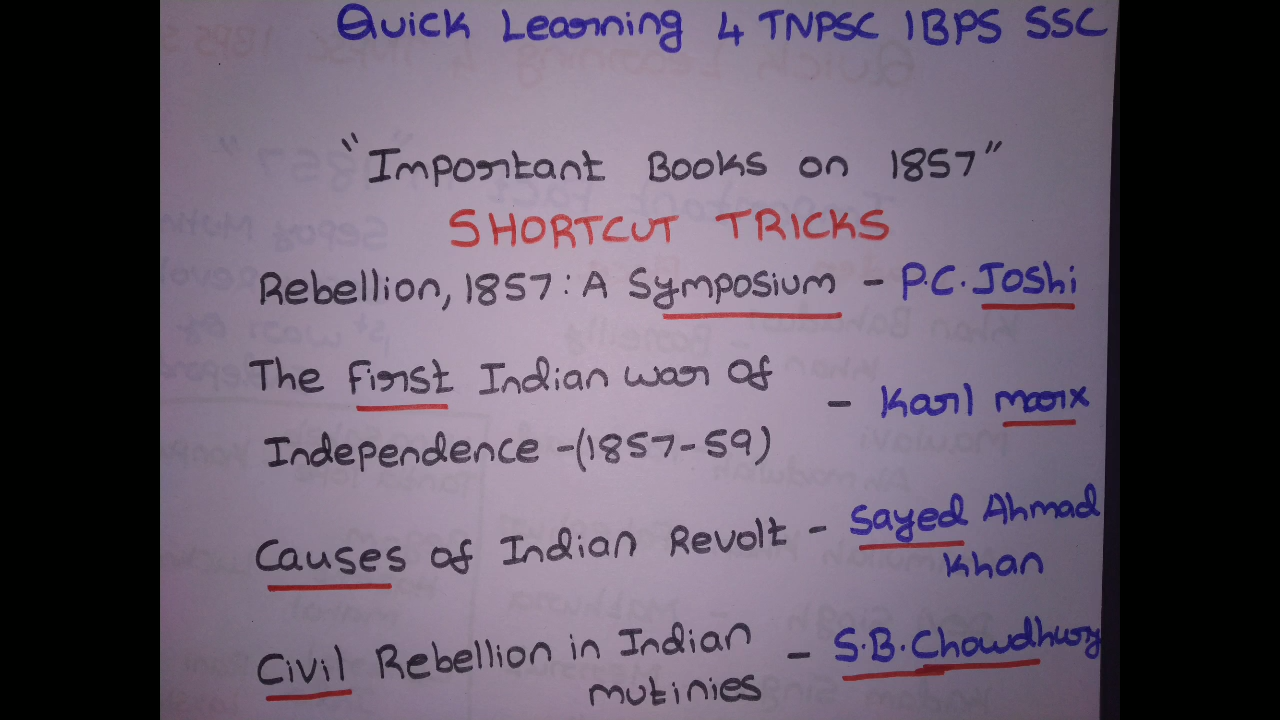 Quick Learning 4 TNPSC IBPS SSC
"Important Books on 1857"
SHORTCUT TRICKS
Rebellion, 1857: A Symposium - P.C. Joshi
The First Indian war of
Independence -(1857-59) - Karl marx
Causes of Indian Revolt - Sayed Ahmad
Khan
Civil Rebellion in Indian
mutinies - S.B. Chowdhury